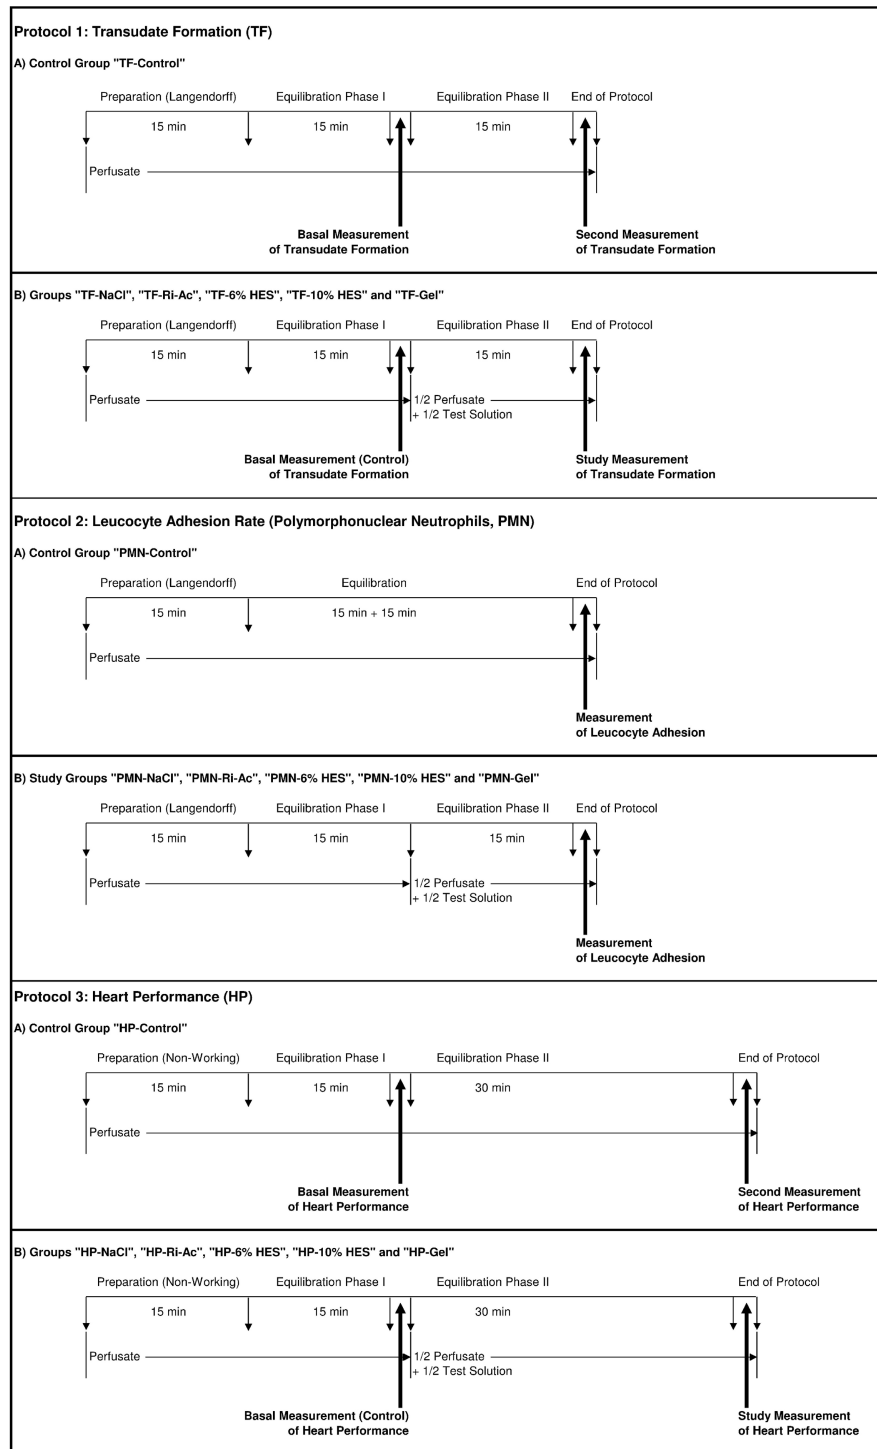 Protocol 1: Transudate Formation (TF)
A) Control Group "TF-Control"
Preparation (Langendorff) Equilibration Phase I Equilibration Phase II End of Protocol
15 min 15 min 15 min
Perfusate
Basal Measurement Second Measurement
of Transudate Formation of Transudate Formation
B) Groups "TF-NaCl", "TF-Ri-Ac", "TF-6% HES", "TF-10% HES" and "TF-Gel"
Preparation (Langendorff) Equilibration Phase I Equilibration Phase II End of Protocol
15 min 15 min 15 min
Perfusate 1/2 Perfusate
+ 1/2 Test Solution
Basal Measurement (Control) Study Measurement
of Transudate Formation of Transudate Formation
Protocol 2: Leucocyte Adhesion Rate (Polymorphonuclear Neutrophils, PMN)
A) Control Group "PMN-Control"
Preparation (Langendorff) Equilibration End of Protocol
15 min 15 min + 15 min
Perfusate
Measurement
of Leucocyte Adhesion
B) Study Groups "PMN-NaCl", "PMN-Ri-Ac", "PMN-6% HES", "PMN-10% HES" and "PMN-Gel"
Preparation (Langendorff) Equilibration Phase I Equilibration Phase II End of Protocol
15 min 15 min 15 min
Perfusate 1/2 Perfusate
+ 1/2 Test Solution
Measurement
of Leucocyte Adhesion
Protocol 3: Heart Performance (HP)
A) Control Group "HP-Control"
Preparation (Non-Working) Equilibration Phase I Equilibration Phase II End of Protocol
15 min 15 min 30 min
Perfusate
Basal Measurement Second Measurement
of Heart Performance of Heart Performance
B) Groups "HP-NaCl", "HP-Ri-Ac", "HP-6% HES", "HP-10% HES" and "HP-Gel"
Preparation (Non-Working) Equilibration Phase I Equilibration Phase II End of Protocol
15 min 15 min 30 min
Perfusate 1/2 Perfusate
+ 1/2 Test Solution
Basal Measurement (Control) Study Measurement
of Heart Performance of Heart Performance